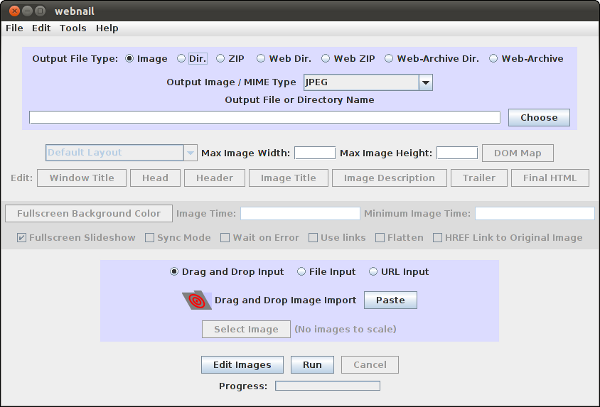 webnail
File Edit Tools Help
Output File Type: Image Dir. ZIP Web Dir. Web ZIP Web-Archive Dir. Web-Archive
Output Image / MIME Type JPEG
Output File or Directory Name
Choose
Default Layout Max Image Width: Max Image Height: DOM Map
Edit: Window Title Head Header Image Title Image Description Trailer Final HTML
Fullscreen Background Color Image Time: Minimum Image Time:
Fullscreen Slideshow Sync Mode Wait on Error Use links Flatten HREF Link to Original Image
Drag and Drop Input File Input URL Input
Drag and Drop Image Import Paste
Select Image (No images to scale)
Edit Images Run Cancel
Progress: